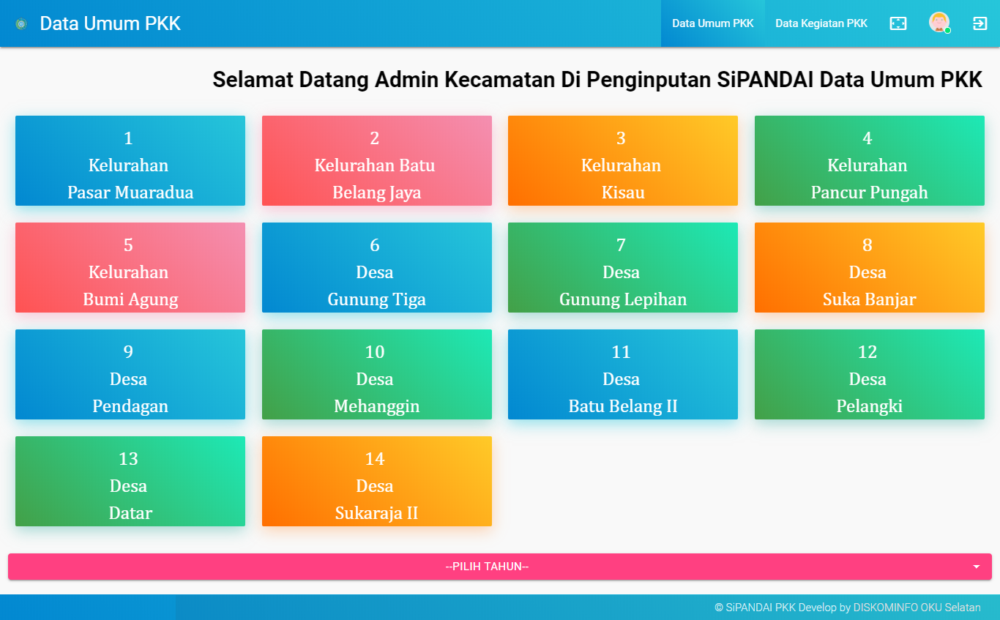 Data Umum PKK
Data Umum PKK
Data Kegiatan PKK
Selamat Datang Admin Kecamatan Di Penginputan SiPANDAI Data Umum PKK
1
Kelurahan
Pasar Muaradua
2
Kelurahan Batu
Belang Jaya
3
Kelurahan
Kisau
4
Kelurahan
Pancur Pungah
5
Kelurahan
Bumi Agung
6
Desa
Gunung Tiga
7
Desa
Gunung Lepihan
8
Desa
Suka Banjar
9
Desa
Pendagan
10
Desa
Mehanggin
11
Desa
Batu Belang II
12
Desa
Pelangki
13
Desa
Datar
14
Desa
Sukaraja II
--PILIH TAHUN--
© SiPANDAI PKK Develop by DISKOMINFO OKU Selatan